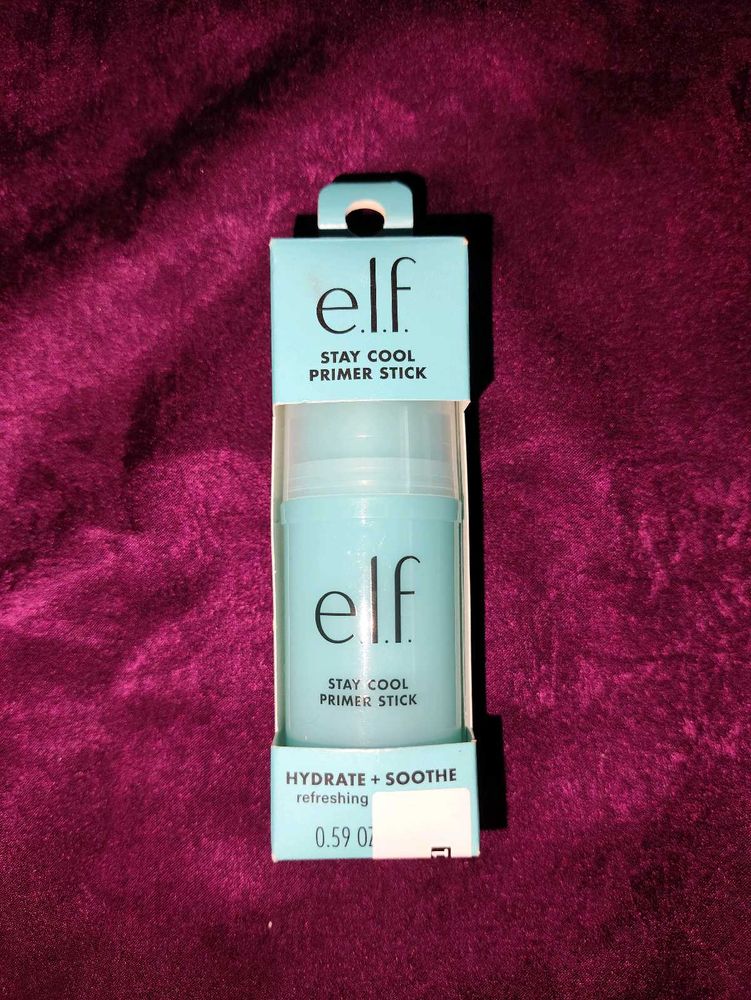 e.l.f.
STAY COOL
PRIMER STICK
e.l.f.
STAY COOL
PRIMER STICK
HYDRATE + SOOTHE
refreshing
0.59 OZ